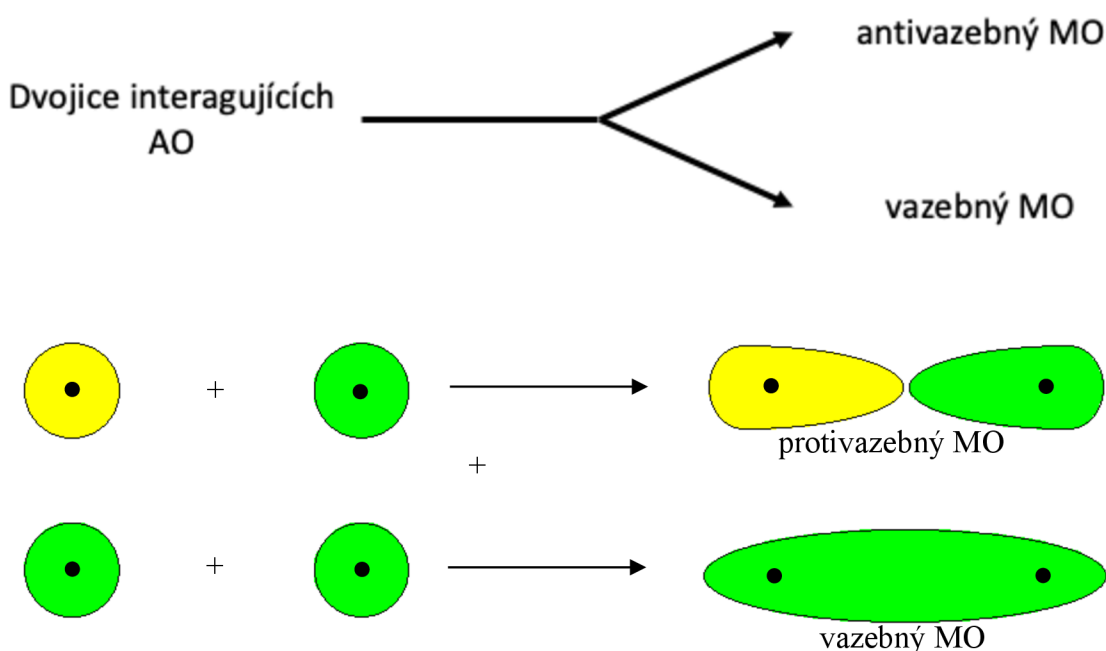 antivazebný MO
Dvojice interagujících
AO
vazebný MO
+
protivazebný MO
+
+
vazebný MO